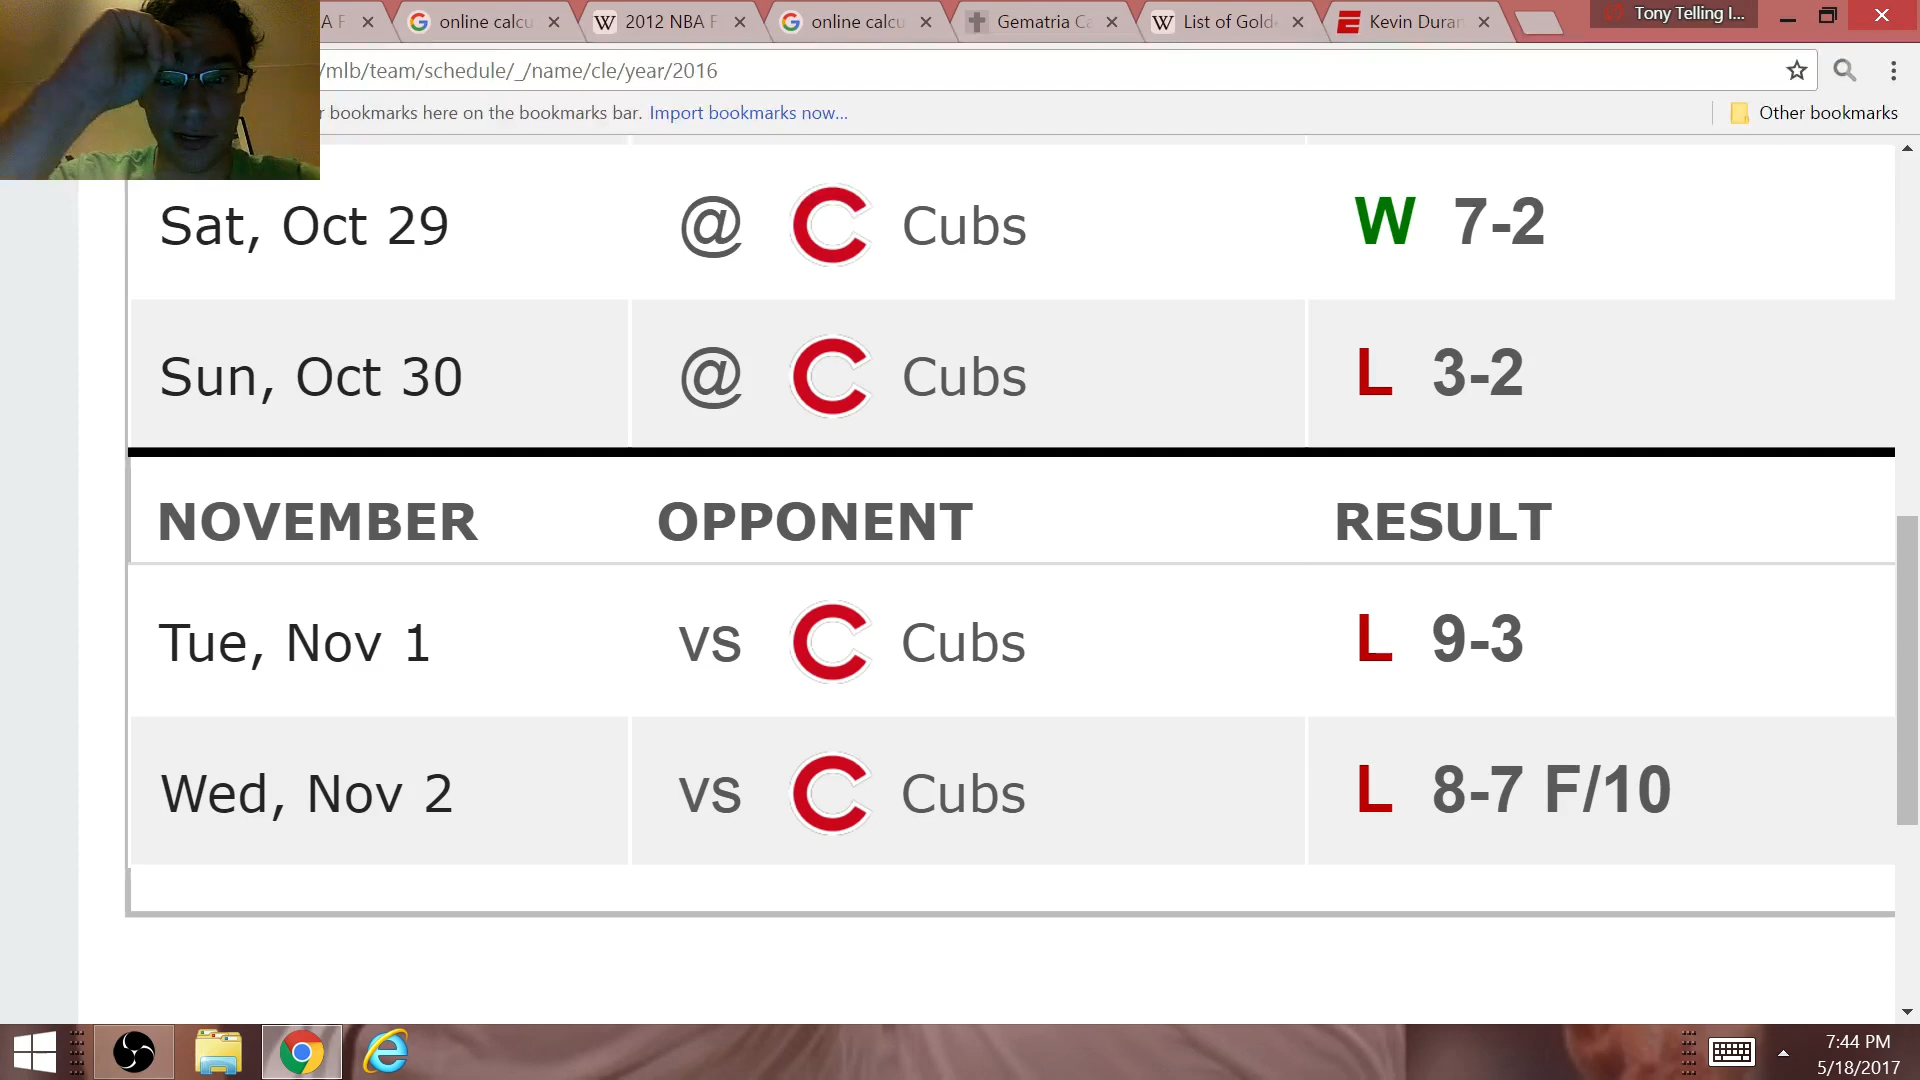 A F
online calcu
2012 NBA F
online calcu
Gematria Ca
List of Gold
Kevin Duran
Tony Telling I...
/mlb/team/schedule/_/name/cle/year/2016
r bookmarks here on the bookmarks bar. Import bookmarks now...
Other bookmarks
Sat, Oct 29 @ Cubs W 7-2
Sun, Oct 30 @ Cubs L 3-2
NOVEMBER OPPONENT RESULT
Tue, Nov 1 vs Cubs L 9-3
Wed, Nov 2 vs Cubs L 8-7 F/10
7:44 PM
5/18/2017